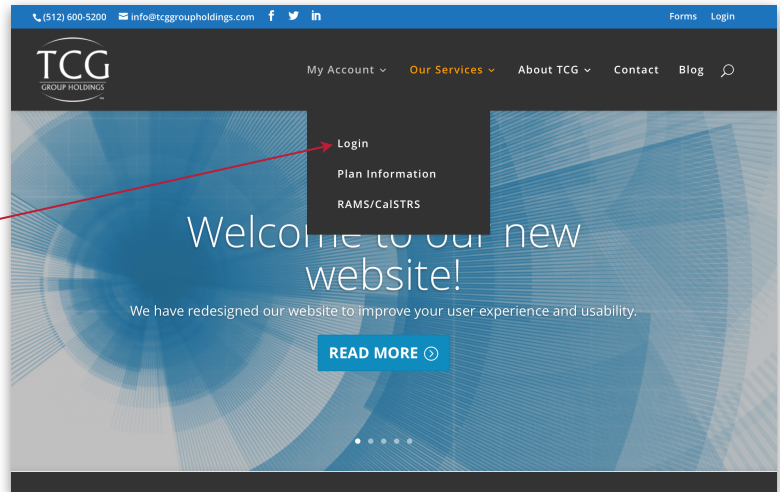 (512) 600-5200 info@tcggroupholdings.com Forms Login
TCG
GROUP HOLDINGS
My Account Our Services About TCG Contact Blog
Login
Plan Information
RAMS/CalSTRS
Welcome to our new
website!
We have redesigned our website to improve your user experience and usability.
READ MORE